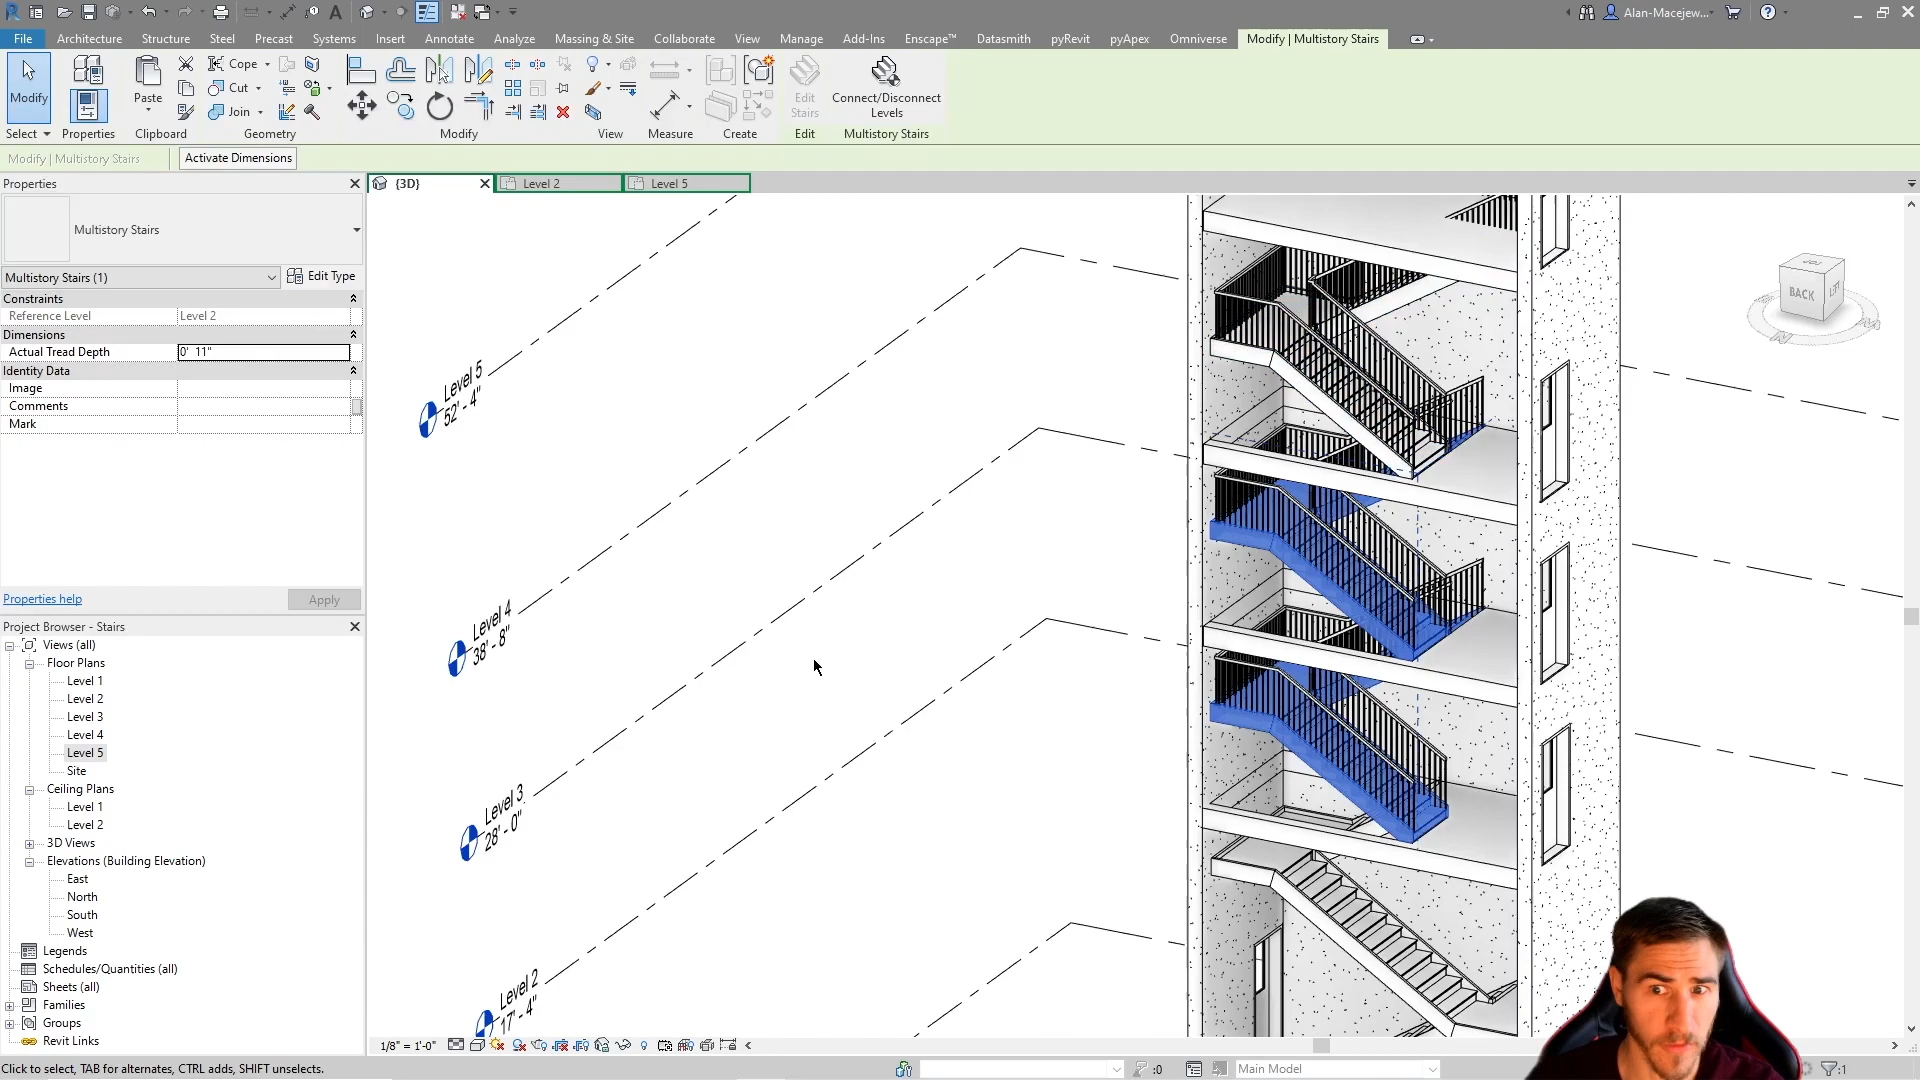 Alan-Macejew...
File
Architecture
Structure
Steel
Precast
Systems
Insert
Annotate
Analyze
Massing & Site
Collaborate
View
Manage
Add-Ins
Enscape™
Datasmith
pyRevit
pyApex
Omniverse
Modify | Multistory Stairs
Modify
Paste
Cope
Cut
Join
Edit Stairs
Connect/Disconnect Levels
Select
Properties
Clipboard
Geometry
Modify
View
Measure
Create
Edit
Multistory Stairs
Modify | Multistory Stairs
Activate Dimensions
Properties
{3D}
Level 2
Level 5
Multistory Stairs
Multistory Stairs (1)
Edit Type
Constraints
Reference Level Level 2
Dimensions
Actual Tread Depth 0' 11"
Identity Data
Image
Comments
Mark
Properties help
Apply
Project Browser - Stairs
Views (all)
Floor Plans
Level 1
Level 2
Level 3
Level 4
Level 5
Site
Ceiling Plans
Level 1
Level 2
3D Views
Elevations (Building Elevation)
East
North
South
West
Legends
Schedules/Quantities (all)
Sheets (all)
Families
Groups
Revit Links
Level 5
52' - 4"
Level 4
38' - 8"
Level 3
28' - 0"
Level 2
17' - 4"
BACK
1/8" = 1'-0"
Click to select, TAB for alternates, CTRL adds, SHIFT unselects.
:0
Main Model
:1